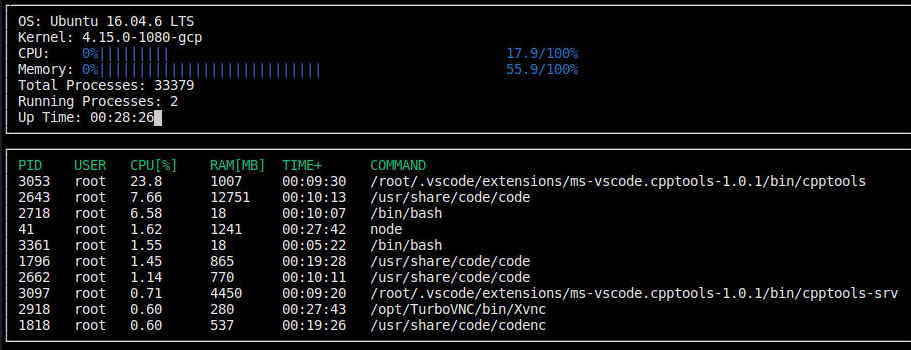 OS: Ubuntu 16.04.6 LTS
Kernel: 4.15.0-1080-gcp
CPU: 0%||||||||| 17.9/100%
Memory: 0%|||||||||||||||||||||||||||| 55.9/100%
Total Processes: 33379
Running Processes: 2
Up Time: 00:28:26
PID USER CPU[%] RAM[MB] TIME+ COMMAND
3053 root 23.8 1007 00:09:30 /root/.vscode/extensions/ms-vscode.cpptools-1.0.1/bin/cpptools
2643 root 7.66 12751 00:10:13 /usr/share/code/code
2718 root 6.58 18 00:10:07 /bin/bash
41 root 1.62 1241 00:27:42 node
3361 root 1.55 18 00:05:22 /bin/bash
1796 root 1.45 865 00:19:28 /usr/share/code/code
2662 root 1.14 770 00:10:11 /usr/share/code/code
3097 root 0.71 4450 00:09:20 /root/.vscode/extensions/ms-vscode.cpptools-1.0.1/bin/cpptools-srv
2918 root 0.60 280 00:27:43 /opt/TurboVNC/bin/Xvnc
1818 root 0.60 537 00:19:26 /usr/share/code/codenc